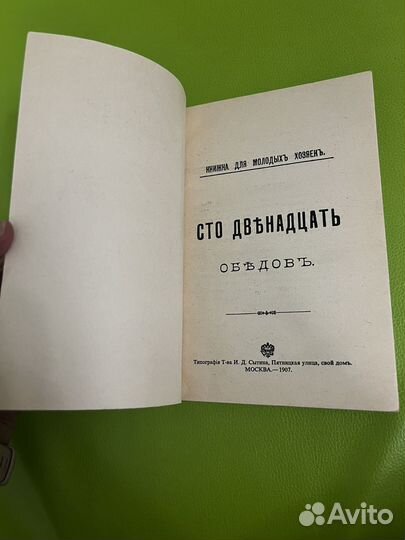 КНИЖКА ДЛЯ МОЛОДЫХЪ ХОЗЯЕКЪ.
СТО ДВѢНАДЦАТЬ
ОБѢДОВЪ.
Типографія Т-ва И. Д. Сытина, Пятницкая улица, свой домъ.
МОСКВА.—1907.
Avito